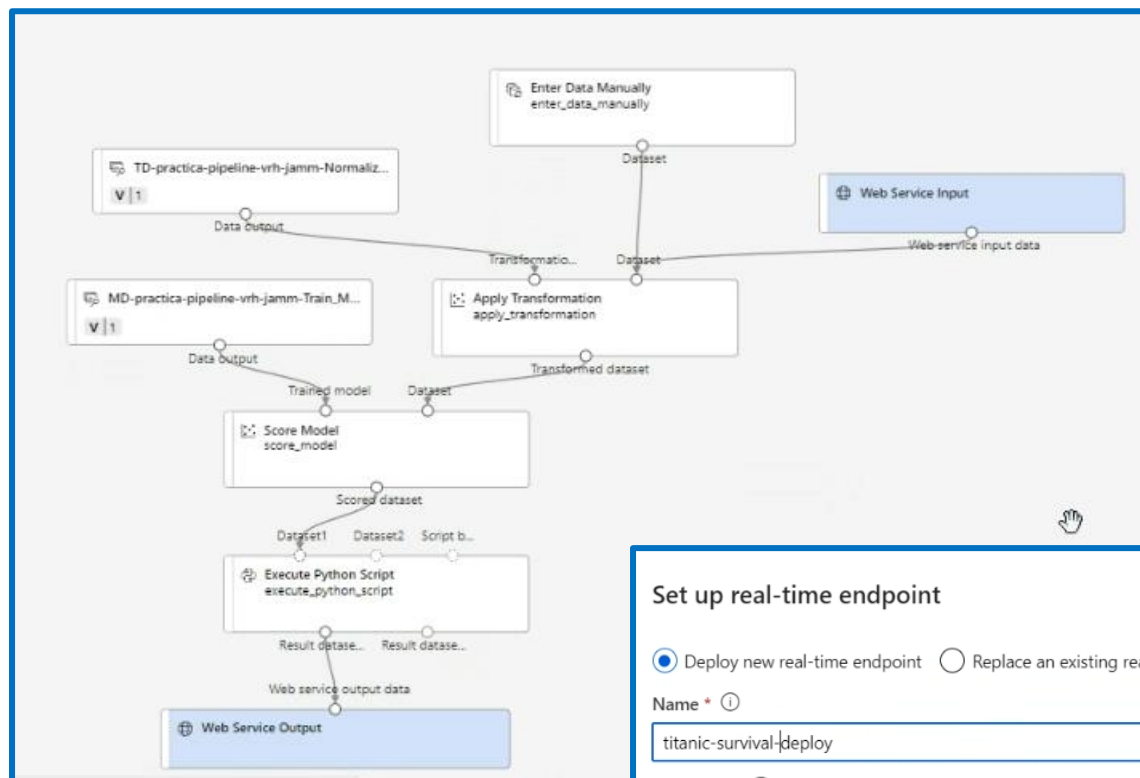 Enter Data Manually
enter_data_manually
Dataset
TD-practica-pipeline-vrh-jamm-Normaliz...
V | 1
Data output
Web Service Input
Web service input data
Transformatio...
Dataset
MD-practica-pipeline-vrh-jamm-Train_M...
V | 1
Data output
Apply Transformation
apply_transformation
Transformed dataset
Trained model
Dataset
Score Model
score_model
Scored dataset
Dataset1
Dataset2
Script b...
Execute Python Script
execute_python_script
Result datase...
Result datase...
Web service output data
Web Service Output
Set up real-time endpoint
Deploy new real-time endpoint
Replace an existing rea
Name *
titanic-survival-deploy